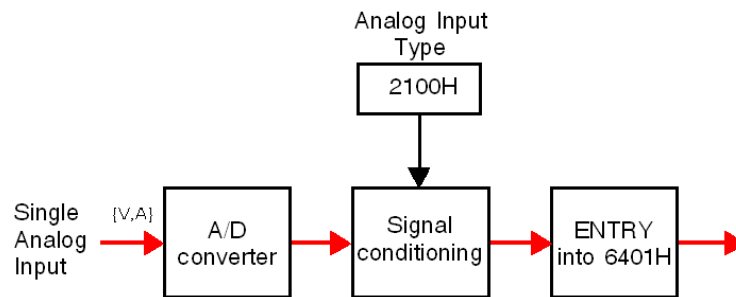 Analog Input
Type
2100H
Single
Analog
Input
{V,A}
A/D
converter
Signal
conditioning
ENTRY
into 6401H